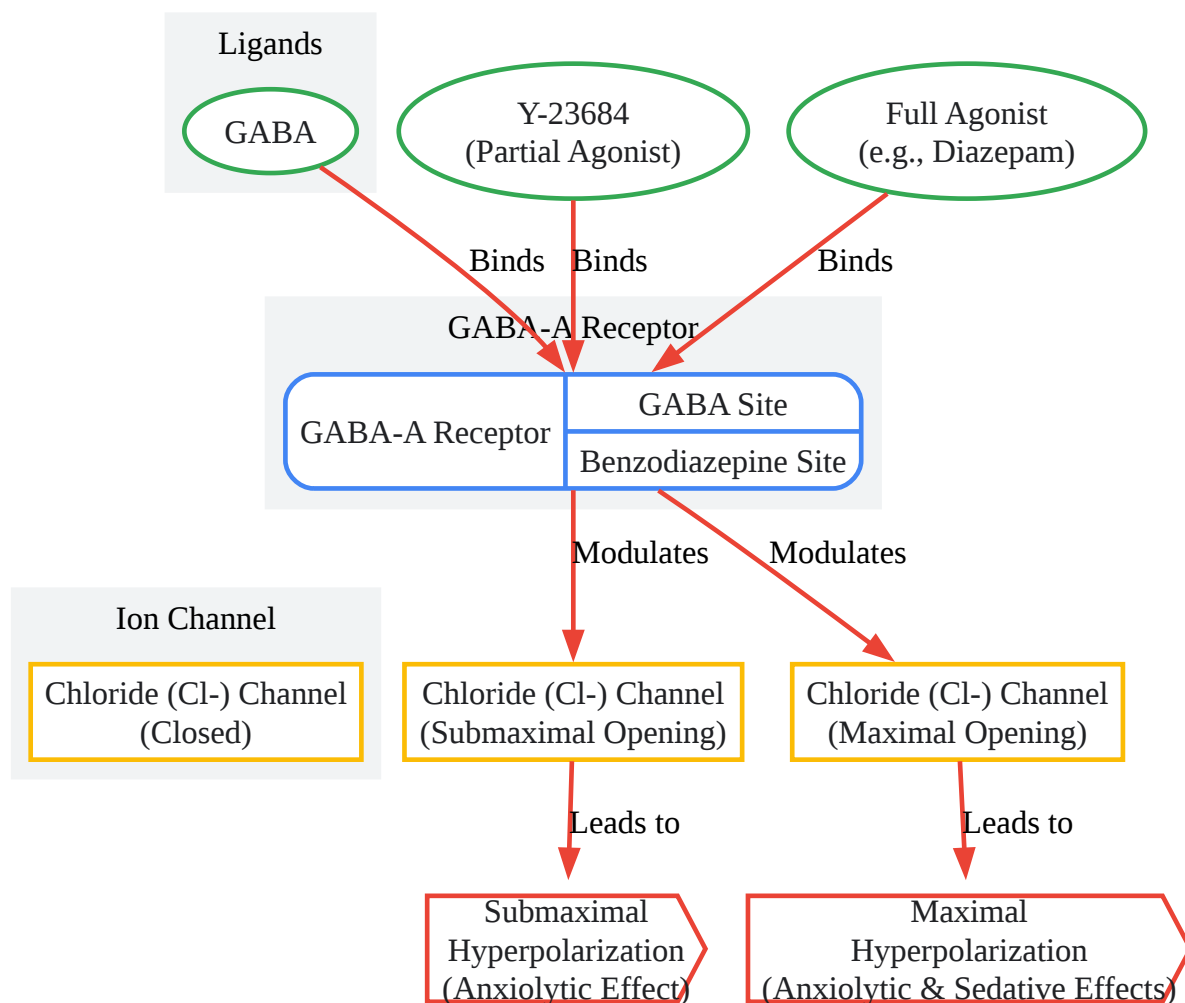 Ligands
GABA
Y-23684
(Partial Agonist)
Full Agonist
(e.g., Diazepam)
Binds
Binds
Binds
GABA-A Receptor
GABA-A Receptor
GABA Site
Benzodiazepine Site
Modulates
Modulates
Ion Channel
Chloride (Cl-) Channel
(Closed)
Chloride (Cl-) Channel
(Submaximal Opening)
Chloride (Cl-) Channel
(Maximal Opening)
Leads to
Leads to
Submaximal
Hyperpolarization
(Anxiolytic Effect)
Maximal
Hyperpolarization
(Anxiolytic & Sedative Effects)